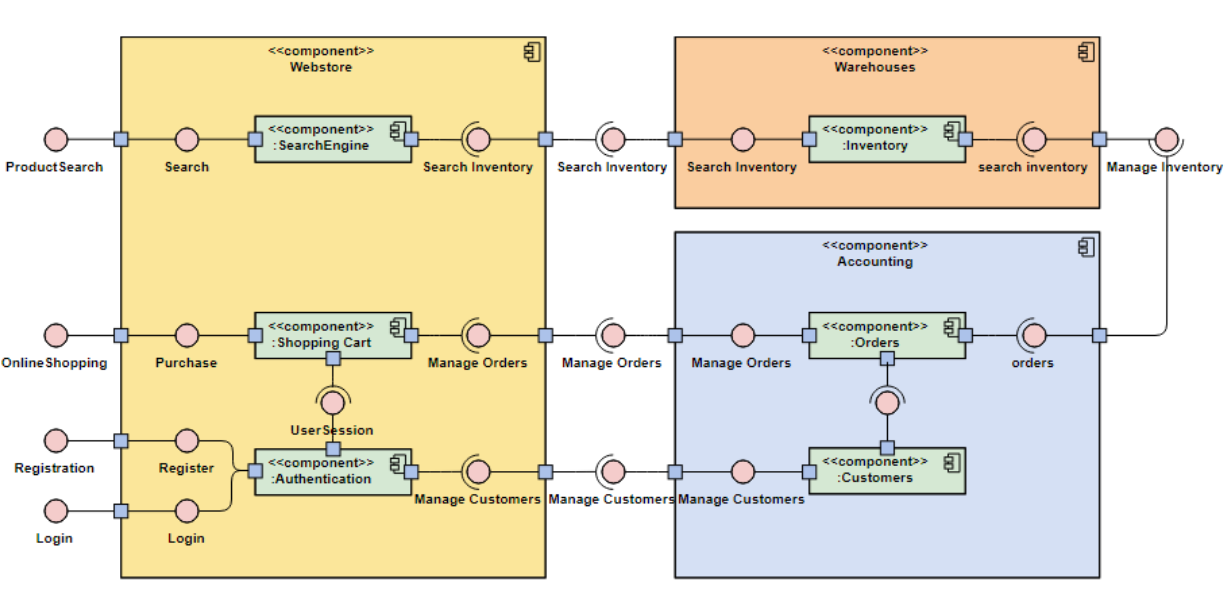 <<component>>
Webstore
<<component>>
Warehouses
<<component>>
:SearchEngine
<<component>>
:Inventory
ProductSearch
Search
Search Inventory
Search Inventory
Search Inventory
search inventory
Manage Inventory
<<component>>
Accounting
<<component>>
:Shopping Cart
<<component>>
:Orders
OnlineShopping
Purchase
Manage Orders
Manage Orders
Manage Orders
orders
UserSession
Registration
Register
<<component>>
:Authentication
<<component>>
:Customers
Manage Customers
Manage Customers
Manage Customers
Login
Login